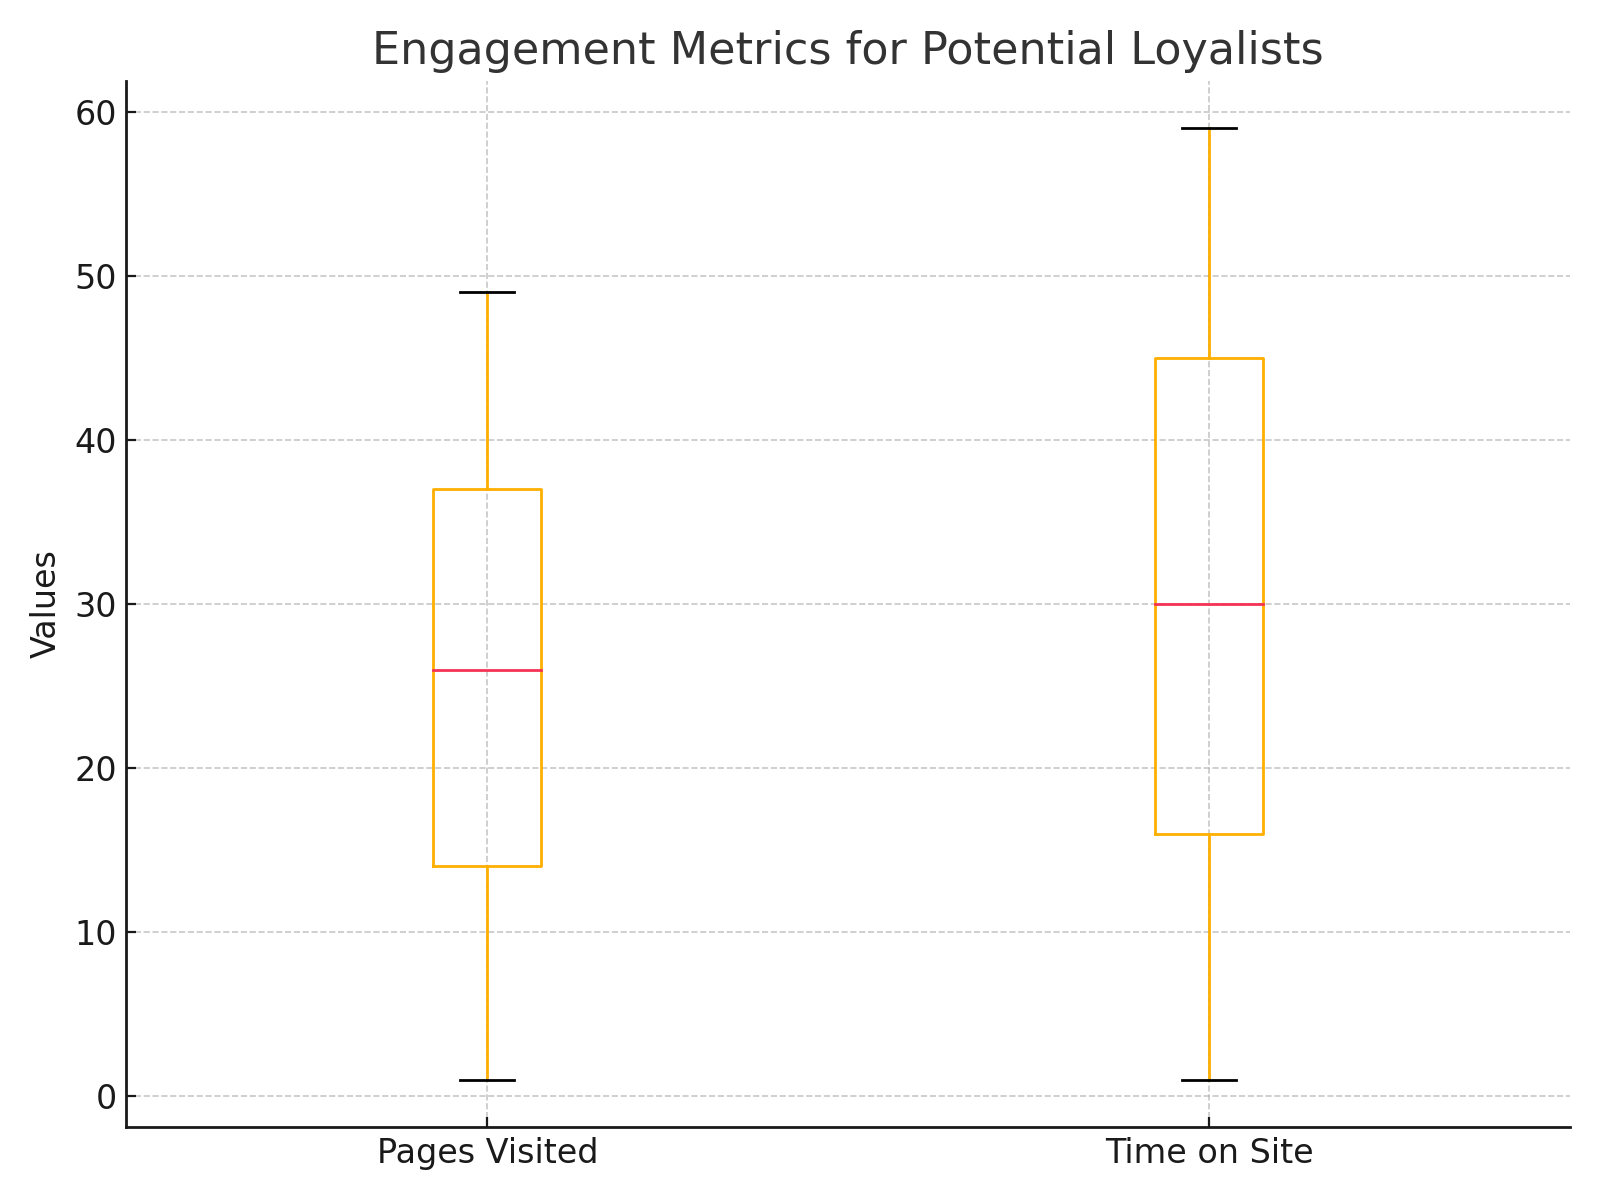 Engagement Metrics for Potential Loyalists
60
50
40
30
20
10
0
Values
Pages Visited
Time on Site